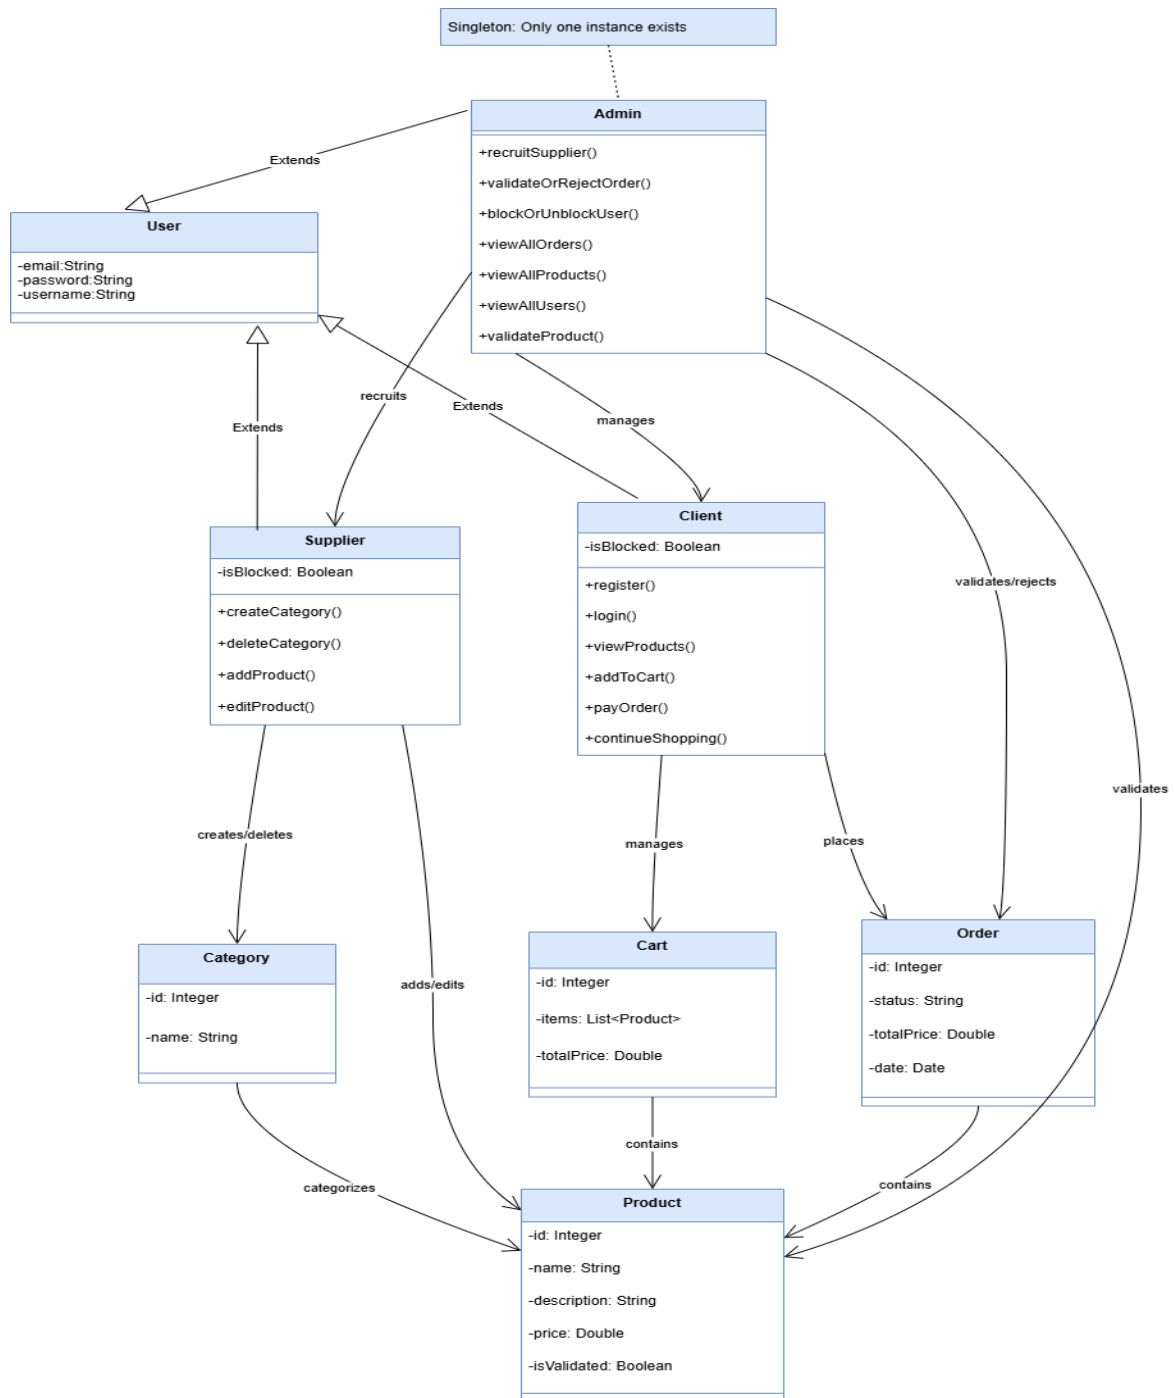 Singleton: Only one instance exists
Admin
+recruitSupplier()
+validateOrRejectOrder()
+blockOrUnblockUser()
+viewAllOrders()
+viewAllProducts()
+viewAllUsers()
+validateProduct()
Extends
User
-email:String
-password:String
-username:String
recruits
Extends
manages
Extends
validates/rejects
validates
Supplier
-isBlocked: Boolean
+createCategory()
+deleteCategory()
+addProduct()
+editProduct()
Client
-isBlocked: Boolean
+register()
+login()
+viewProducts()
+addToCart()
+payOrder()
+continueShopping()
creates/deletes
adds/edits
manages
places
Category
-id: Integer
-name: String
Cart
-id: Integer
-items: List<Product>
-totalPrice: Double
Order
-id: Integer
-status: String
-totalPrice: Double
-date: Date
categorizes
contains
contains
Product
-id: Integer
-name: String
-description: String
-price: Double
-isValidated: Boolean